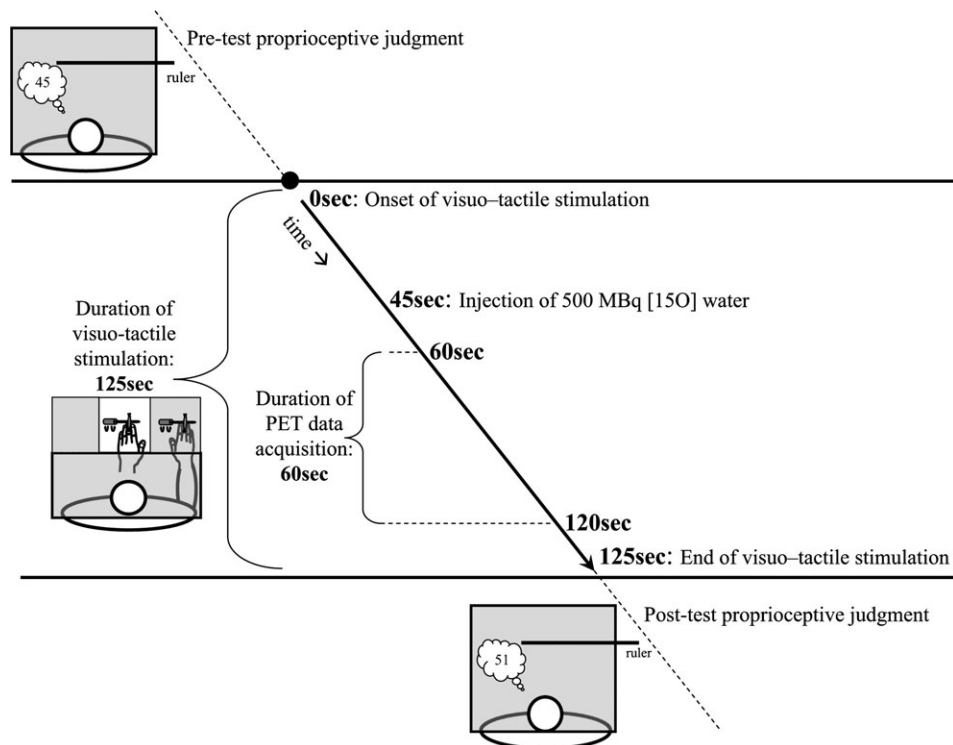 Pre-test proprioceptive judgment
45
ruler
0sec: Onset of visuo–tactile stimulation
time
45sec: Injection of 500 MBq [15O] water
Duration of
visuo-tactile
stimulation:
125sec
60sec
Duration of
PET data
acquisition:
60sec
120sec
125sec: End of visuo–tactile stimulation
Post-test proprioceptive judgment
51
ruler